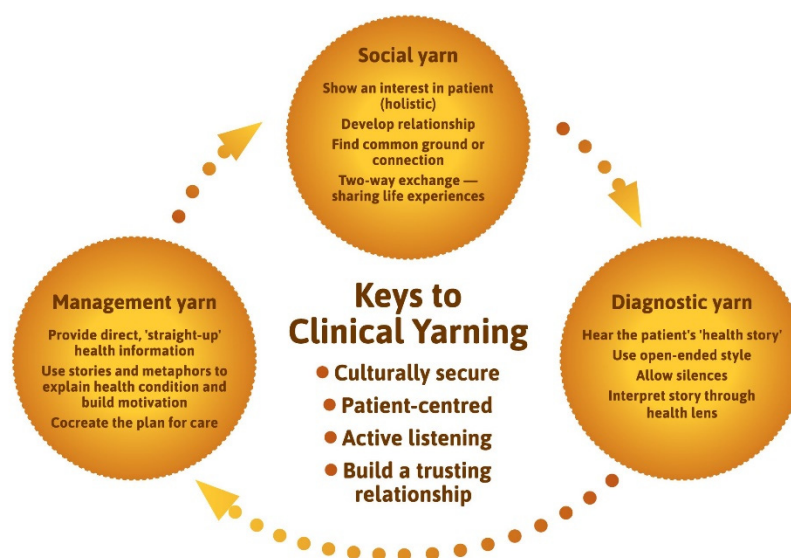 Social yarn
Show an interest in patient
(holistic)
Develop relationship
Find common ground or
connection
Two-way exchange —
sharing life experiences
Management yarn
Provide direct, 'straight-up'
health information
Use stories and metaphors to
explain health condition and
build motivation
Cocreate the plan for care
Keys to
Clinical Yarning
Culturally secure
Patient-centred
Active listening
Build a trusting
relationship
Diagnostic yarn
Hear the patient's 'health story'
Use open-ended style
Allow silences
Interpret story through
health lens